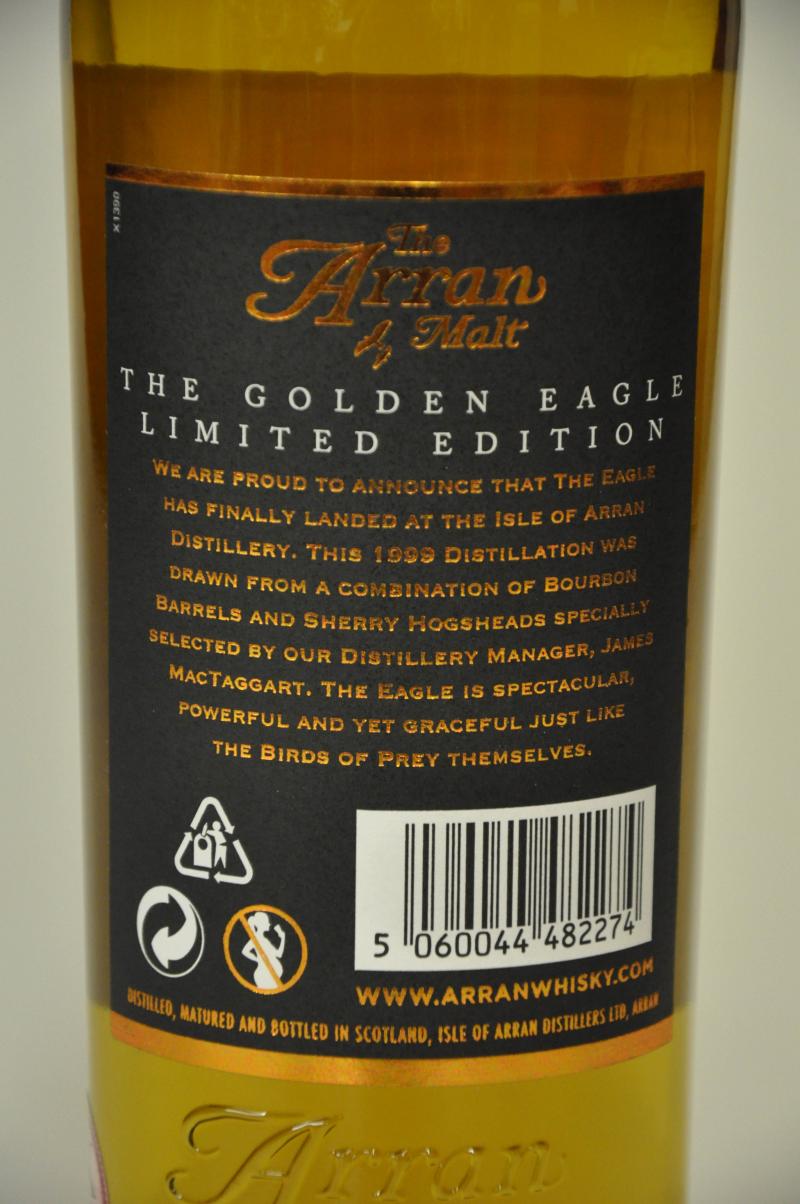 X1390
The
Arran
Malt
THE GOLDEN EAGLE
LIMITED EDITION
WE ARE PROUD TO ANNOUNCE THAT THE EAGLE
HAS FINALLY LANDED AT THE ISLE OF ARRAN
DISTILLERY. THIS 1999 DISTILLATION WAS
DRAWN FROM A COMBINATION OF BOURBON
BARRELS AND SHERRY HOGSHEADS SPECIALLY
SELECTED BY OUR DISTILLERY MANAGER, JAMES
MACTAGGART. THE EAGLE IS SPECTACULAR,
POWERFUL AND YET GRACEFUL JUST LIKE
THE BIRDS OF PREY THEMSELVES.
5 060044 482274
WWW.ARRANWHISKY.COM
DISTILLED, MATURED AND BOTTLED IN SCOTLAND, ISLE OF ARRAN DISTILLERS LTD, ARRAN
Arran